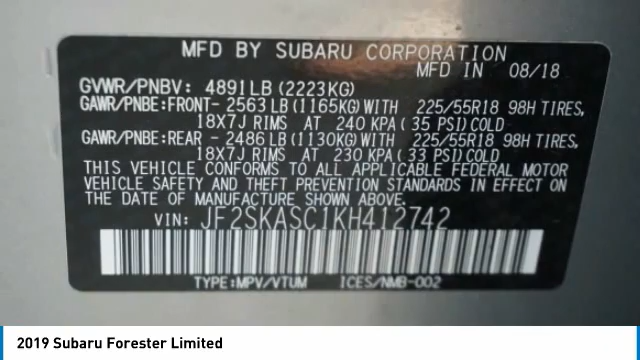 MFD BY SUBARU CORPORATION
MFD IN 08/18
GVWR/PNBV: 4891LB (2223KG)
GAWR/PNBE:FRONT- 2563LB (1165KG) WITH 225/55R18 98H TIRES,
18X7J RIMS AT 240 KPA(35 PSI)COLD
GAWR/PNBE:REAR - 2486LB (1130KG) WITH 225/55R18 98H TIRES,
18X7J RIMS AT 230 KPA(33 PSI)COLD
THIS VEHICLE CONFORMS TO ALL APPLICABLE FEDERAL MOTOR
VEHICLE SAFETY AND THEFT PREVENTION STANDARDS IN EFFECT ON
THE DATE OF MANUFACTURE SHOWN ABOVE.
VIN: JF2SKASC1KH412742
TYPE:MPV/VTUM ICES/NMB-002
2019 Subaru Forester Limited